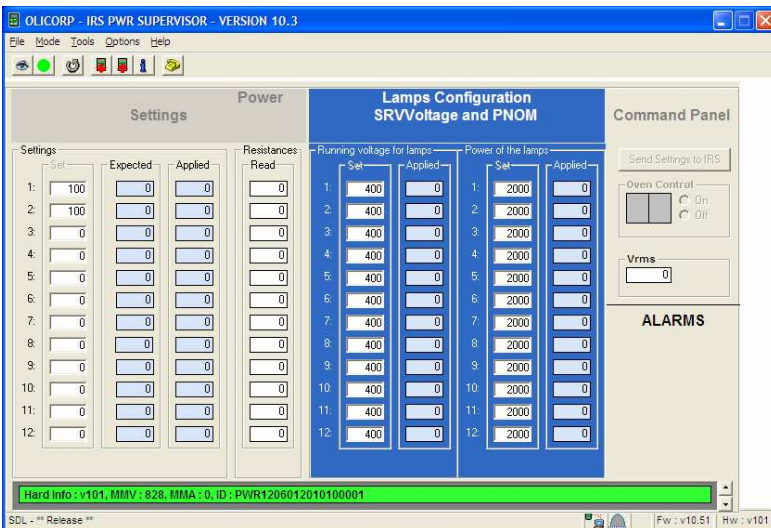 OLICORP - IRS PWR SUPERVISOR - VERSION 10.3
File Mode Tools Options Help
Settings Power
Lamps Configuration
SRVVoltage and PNOM
Command Panel
Settings Resistances Running voltage for lamps Power of the lamps
Set Expected Applied Read Set Applied Set Applied
1: 100 0 0 0 1: 400 0 1: 2000 0
2: 100 0 0 0 2: 400 0 2: 2000 0
3: 0 0 0 0 3: 400 0 3: 2000 0
4: 0 0 0 0 4: 400 0 4: 2000 0
5: 0 0 0 0 5: 400 0 5: 2000 0
6: 0 0 0 0 6: 400 0 6: 2000 0
7: 0 0 0 0 7: 400 0 7: 2000 0
8: 0 0 0 0 8: 400 0 8: 2000 0
9: 0 0 0 0 9: 400 0 9: 2000 0
10: 0 0 0 0 10: 400 0 10: 2000 0
11: 0 0 0 0 11: 400 0 11: 2000 0
12: 0 0 0 0 12: 400 0 12: 2000 0
Send Settings to IRS
Oven Control
On
Off
Vrms
0
ALARMS
Hard Info : v101, MMV : 828, MMA : 0, ID : PWR1206012010100001
SDL - ** Release ** Fw : v10.51 Hw : v101